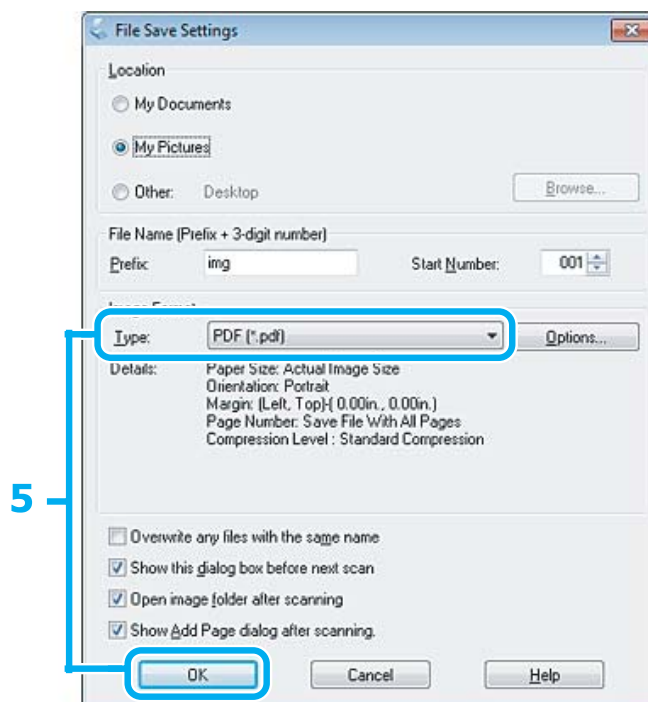 File Save Settings
Location
My Documents
My Pictures
Other: Desktop Browse...
File Name (Prefix + 3-digit number)
Prefix: img Start Number: 001
Image Format
Type: PDF (*.pdf) Options...
Details: Paper Size: Actual Image Size
Orientation: Portrait
Margin: (Left, Top)-( 0.00in., 0.00in.)
Page Number: Save File With All Pages
Compression Level : Standard Compression
5
Overwrite any files with the same name
Show this dialog box before next scan
Open image folder after scanning
Show Add Page dialog after scanning.
OK Cancel Help